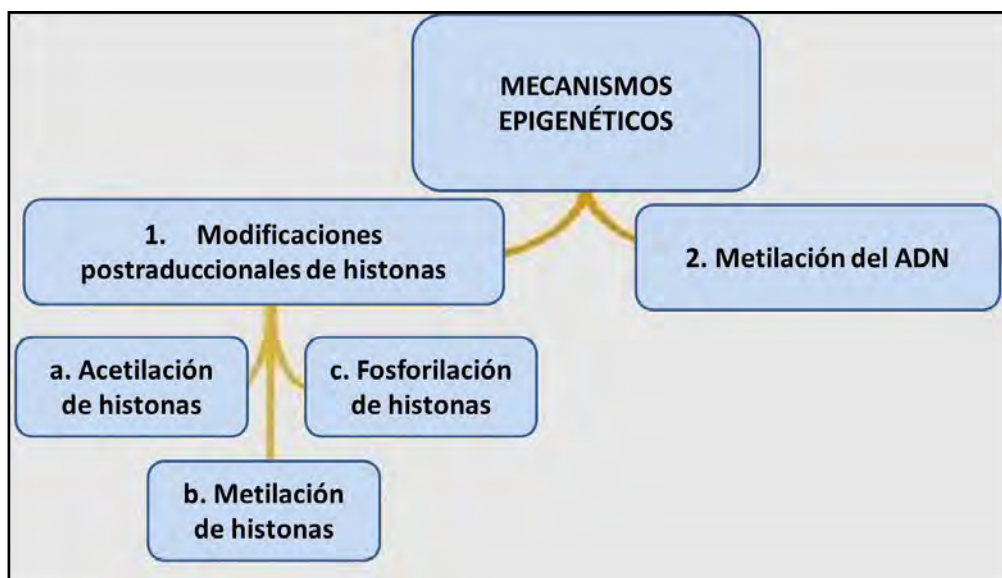 MECANISMOS
EPIGENÉTICOS
1. Modificaciones
postraduccionales de histonas
2. Metilación del ADN
a. Acetilación
de histonas
c. Fosforilación
de histonas
b. Metilación
de histonas